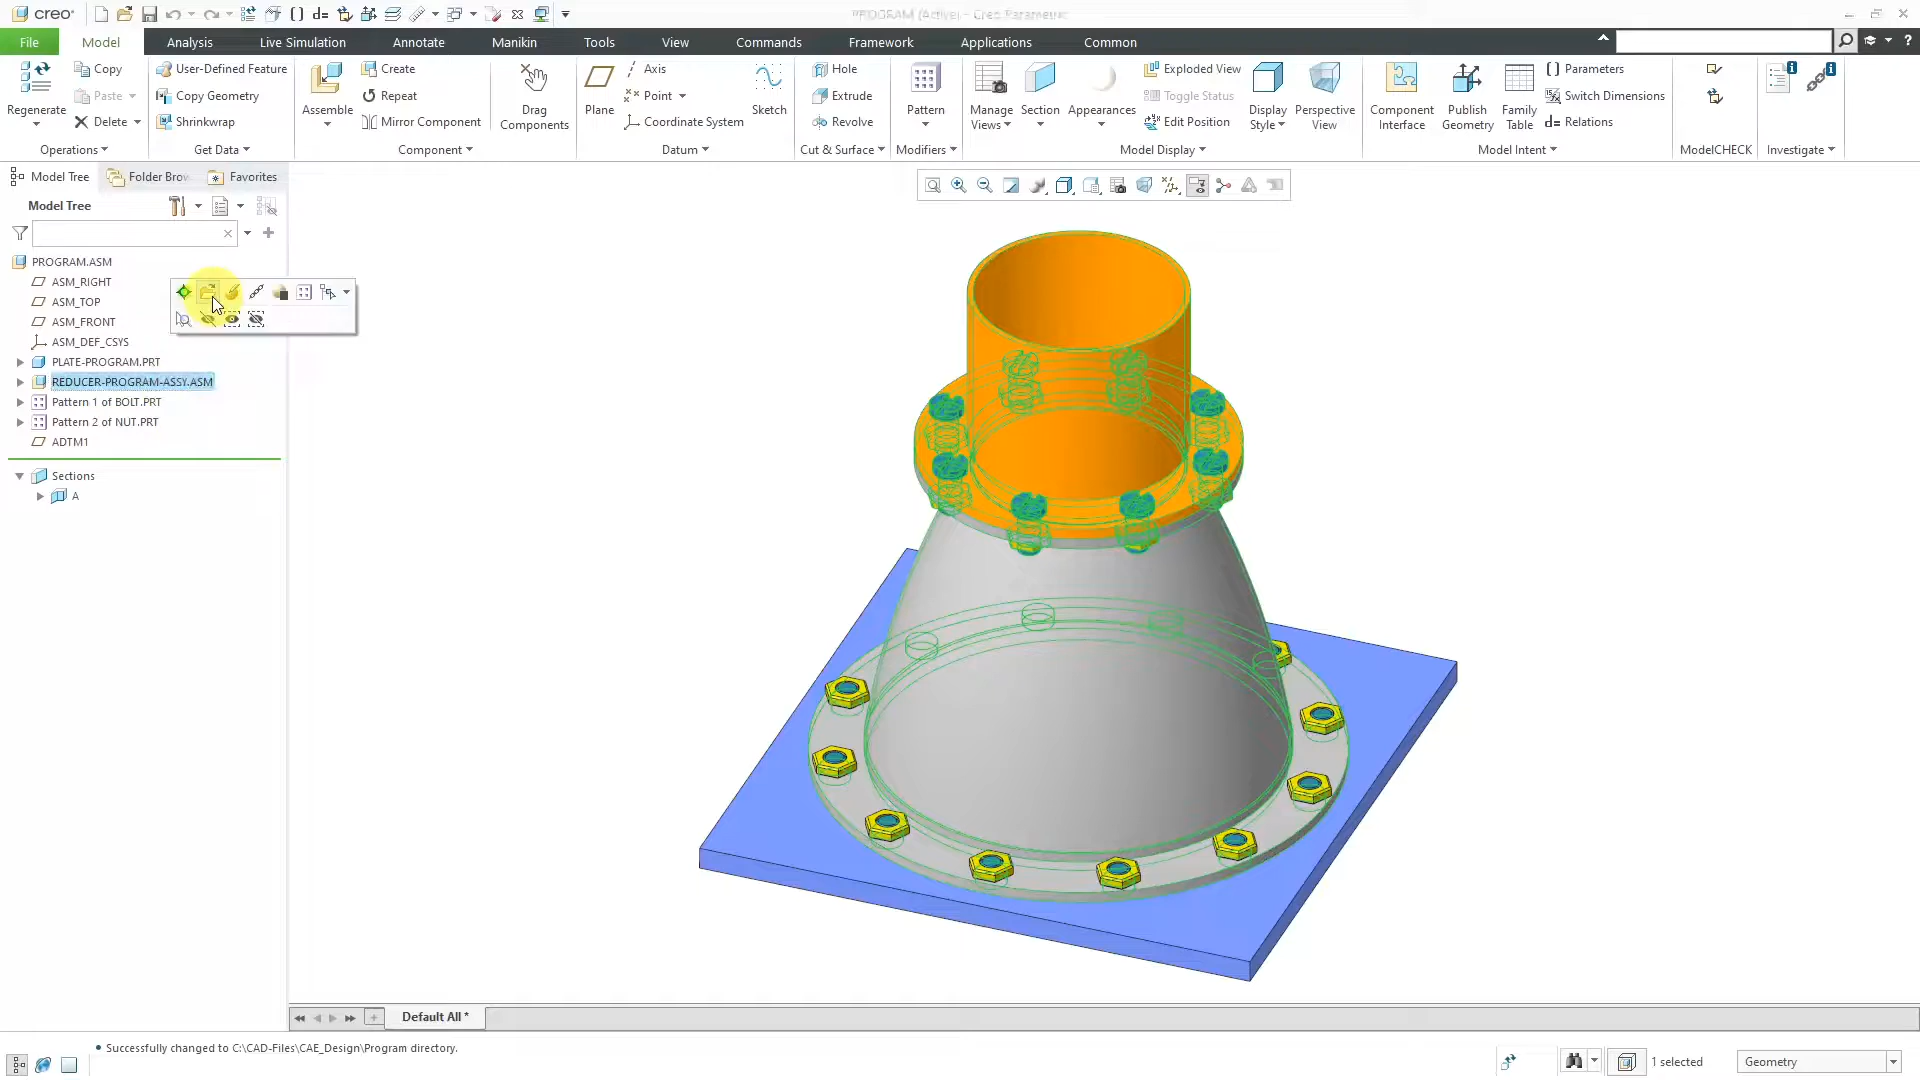 creo
*PROGRAM (Active) - Creo Parametric
File Model Analysis Live Simulation Annotate Manikin Tools View Commands Framework Applications Common
Regenerate
Copy
Paste
Delete
Operations
User-Defined Feature
Copy Geometry
Shrinkwrap
Get Data
Assemble
Create
Repeat
Mirror Component
Component
Drag
Components
Plane
Axis
Point
Coordinate System
Sketch
Datum
Hole
Extrude
Revolve
Cut & Surface
Pattern
Modifiers
Manage
Views
Section
Appearances
Exploded View
Toggle Status
Edit Position
Display
Style
Perspective
View
Model Display
Component
Interface
Publish
Geometry
Family
Table
Parameters
Switch Dimensions
d= Relations
Model Intent
ModelCHECK
Investigate
Model Tree
Folder Brow
Favorites
Model Tree
PROGRAM.ASM
ASM_RIGHT
ASM_TOP
ASM_FRONT
ASM_DEF_CSYS
PLATE-PROGRAM.PRT
REDUCER-PROGRAM-ASSY.ASM
Pattern 1 of BOLT.PRT
Pattern 2 of NUT.PRT
ADTM1
Sections
A
Default All *
Successfully changed to C:\CAD-Files\CAE_Design\Program directory.
1 selected
Geometry